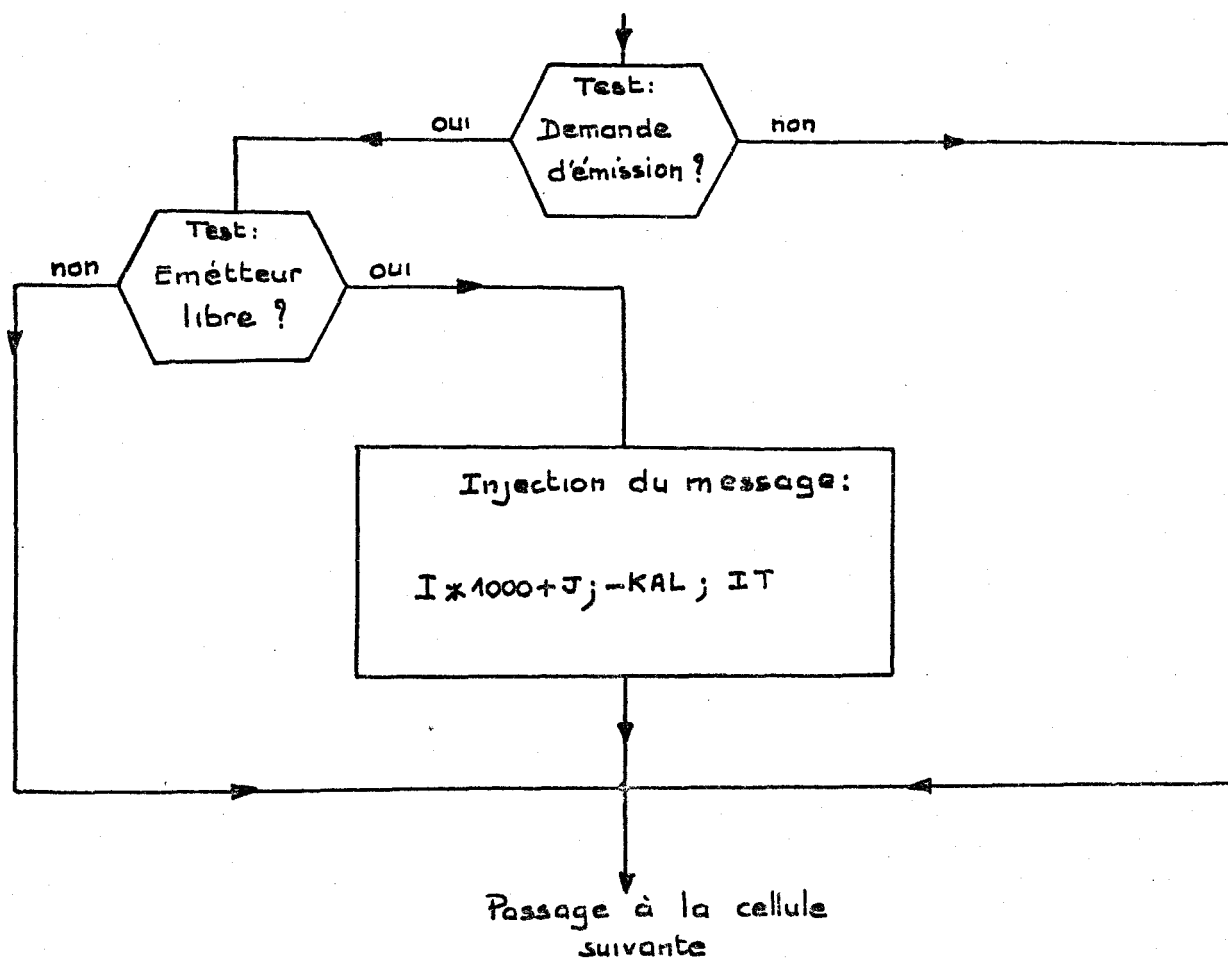 Test:
Demande
d'émission ?
oui
non
Test:
Emétteur
libre ?
non
oui
Injection du message:
I*1000+J; -KAL; IT
Passage à la cellule
suivante